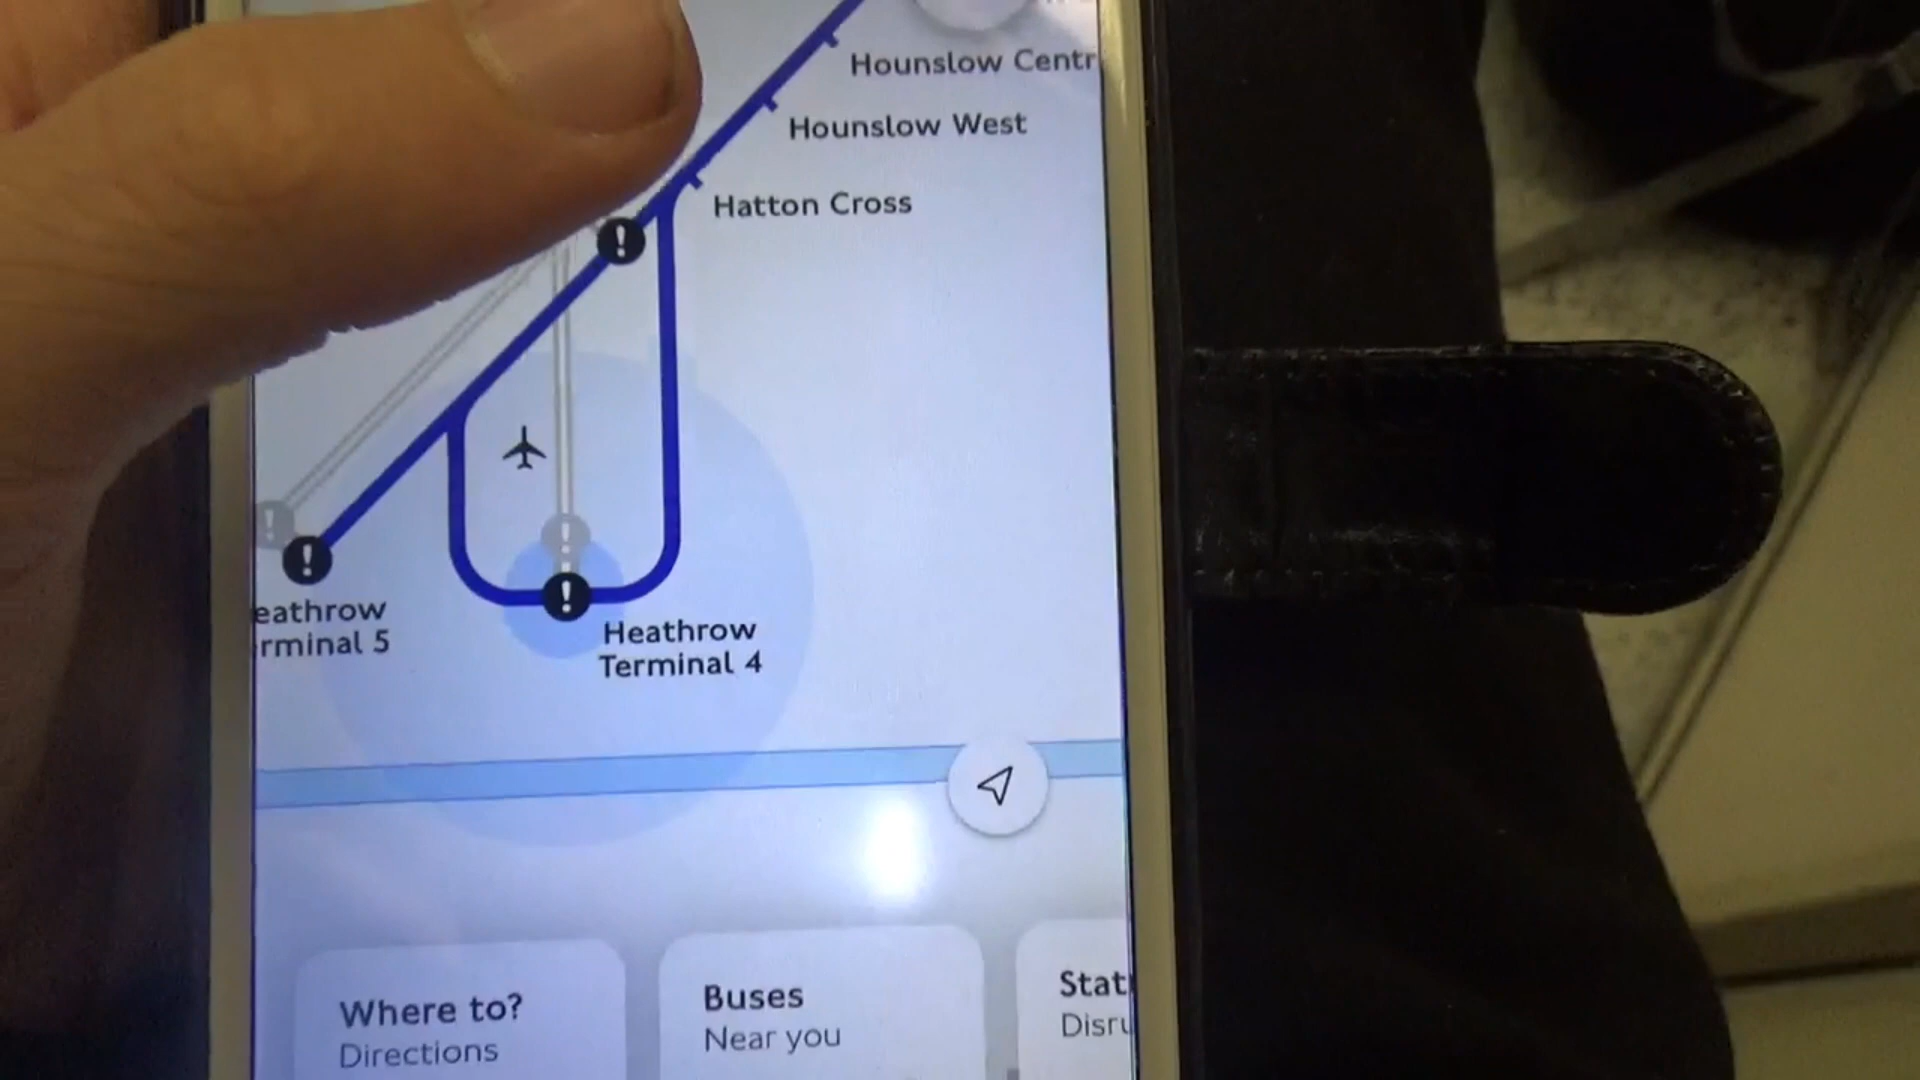 Hounslow Centr
Hounslow West
Hatton Cross
eathrow
rminal 5
Heathrow
Terminal 4
Where to?
Directions
Buses
Near you
Stat
Disru